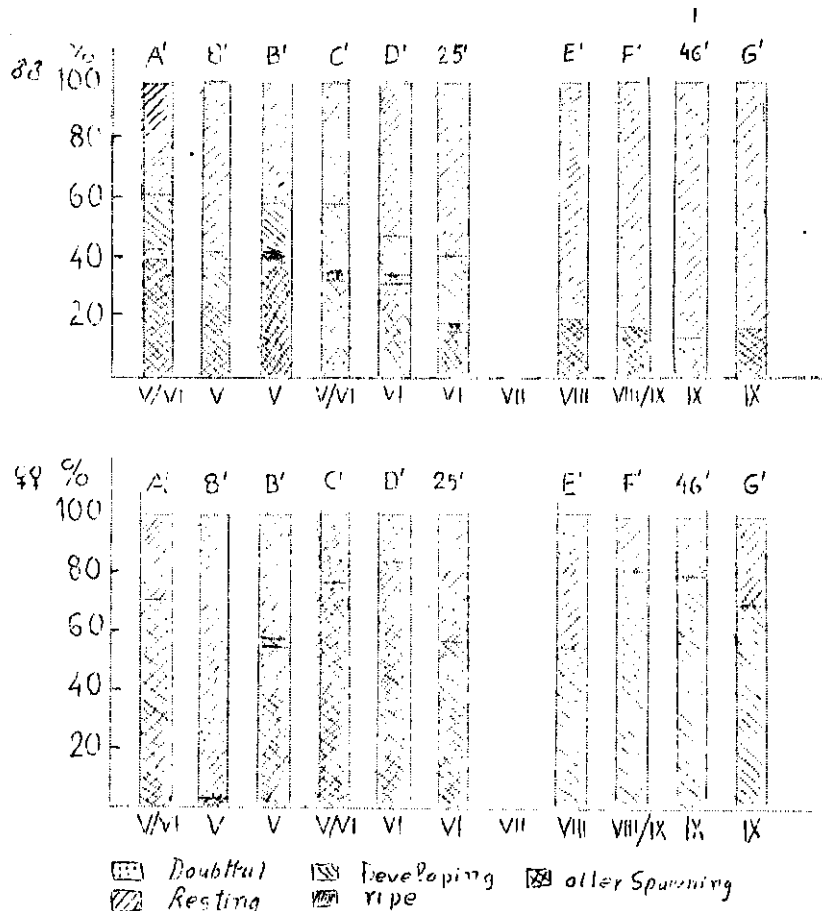 ♂♂ % A' 8' B' C' D' 25' E' F' 46' G'
100
80
60
40
20
V/VI V V V/VI VI VI VII VIII VIII/IX IX IX
♀♀ % A' 8' B' C' D' 25' E' F' 46' G'
100
80
60
40
20
V/VI V V V/VI VI VI VII VIII VIII/IX IX IX
Doubtful Developing after Spawning
Resting ripe